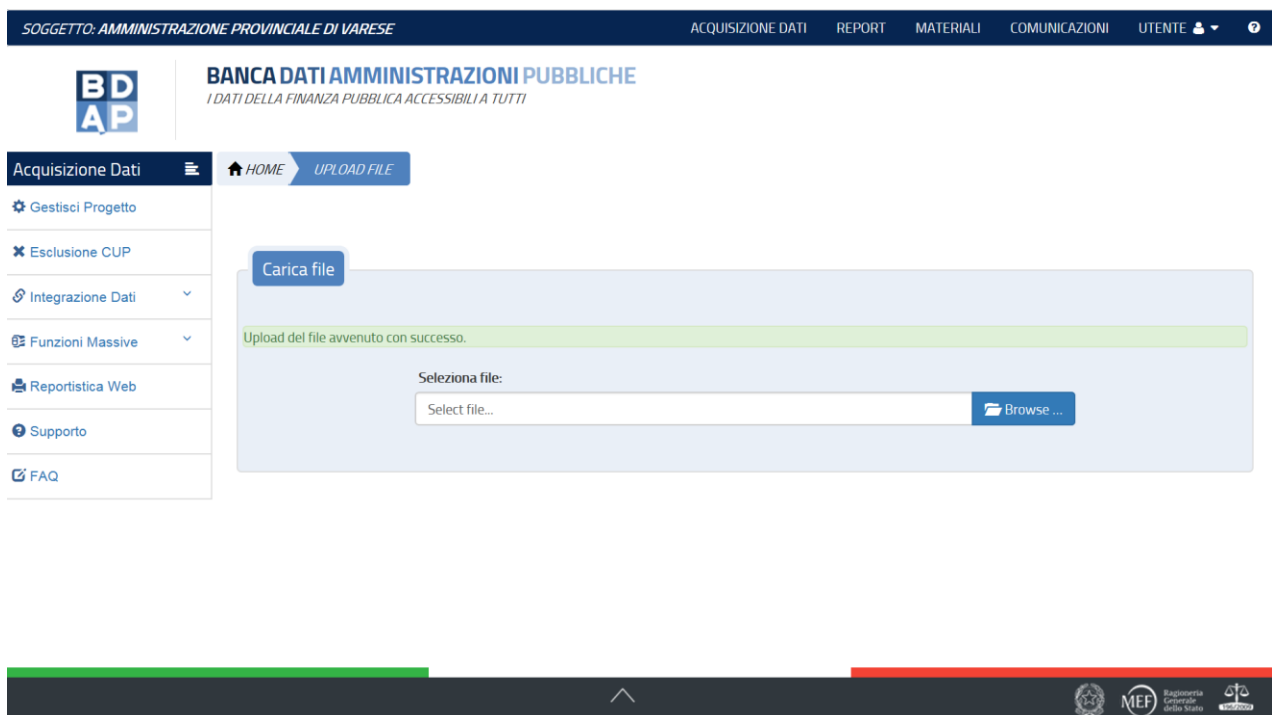 SOGGETTO: AMMINISTRAZIONE PROVINCIALE DI VARESE
ACQUISIZIONE DATI REPORT MATERIALI COMUNICAZIONI UTENTE
BD
AP
BANCA DATI AMMINISTRAZIONI PUBBLICHE
I DATI DELLA FINANZA PUBBLICA ACCESSIBILI A TUTTI
Acquisizione Dati
HOME UPLOAD FILE
Gestisci Progetto
Esclusione CUP
Integrazione Dati
Funzioni Massive
Reportistica Web
Supporto
FAQ
Carica file
Upload del file avvenuto con successo.
Seleziona file:
Select file...
Browse ...
MEF
Ragioneria
Generale
dello Stato
196/2009